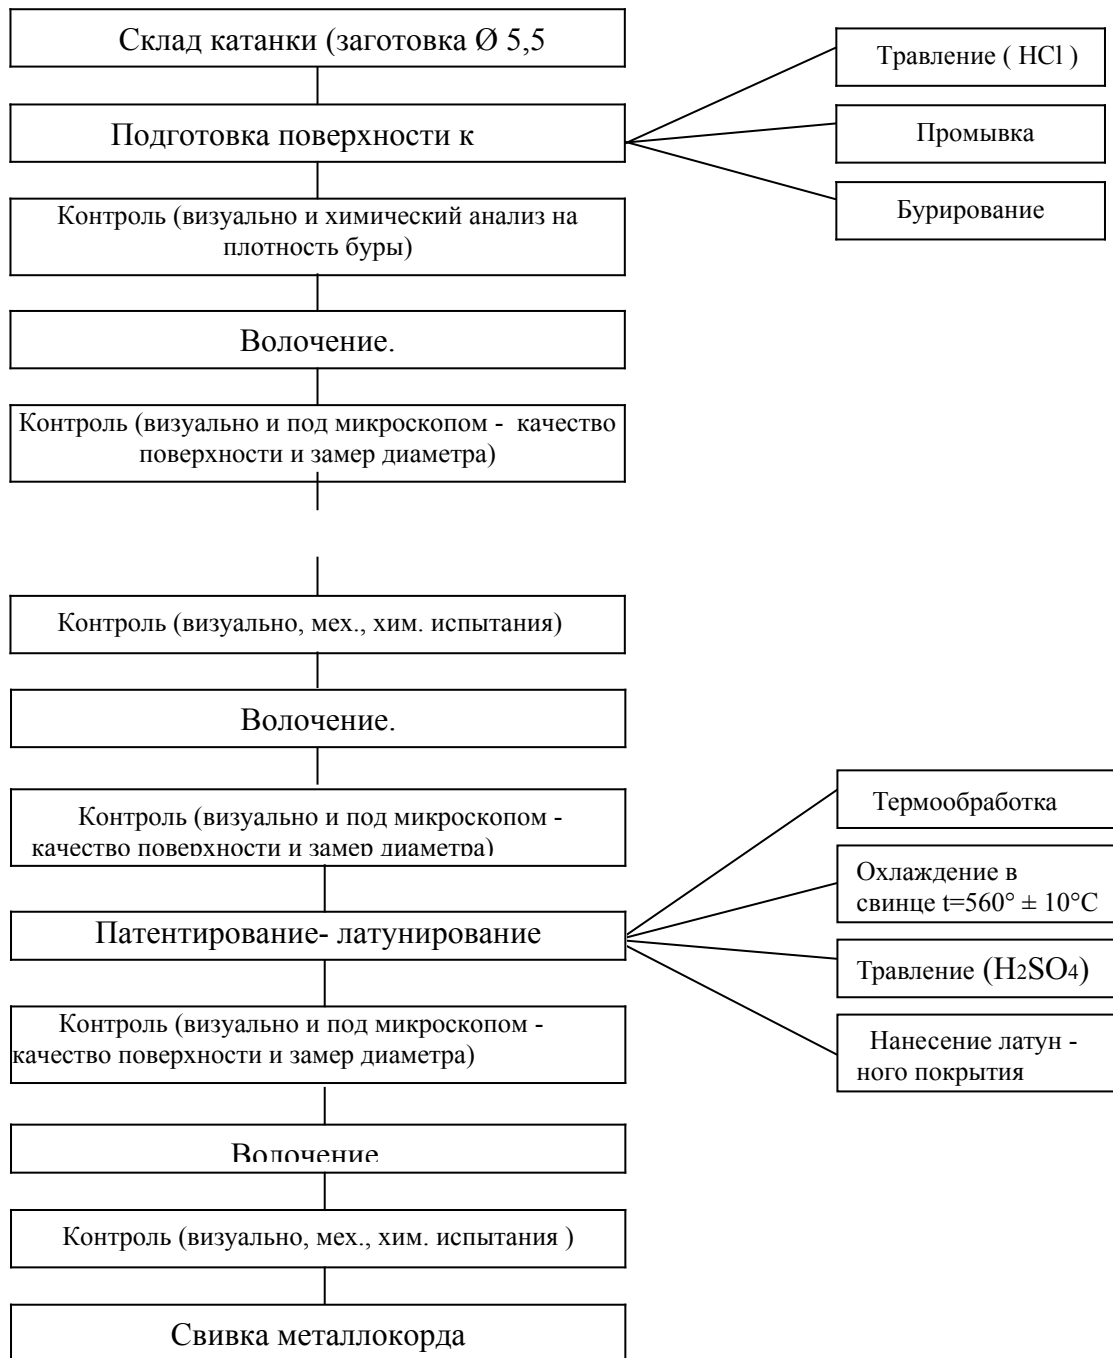 Склад катанки (заготовка Ø 5,5
Травление ( HCl )
Подготовка поверхности к
Промывка
Бурирование
Контроль (визуально и химический анализ на
плотность буры)
Волочение.
Контроль (визуально и под микроскопом - качество
поверхности и замер диаметра)
Контроль (визуально, мех., хим. испытания)
Волочение.
Контроль (визуально и под микроскопом -
качество поверхности и замер диаметра)
Термообработка
Охлаждение в
свинце t=560° ± 10°С
Патентирование- латунирование
Травление (H2SO4)
Контроль (визуально и под микроскопом -
качество поверхности и замер диаметра)
Нанесение латун -
ного покрытия
Волочение
Контроль (визуально, мех., хим. испытания )
Свивка металлокорда